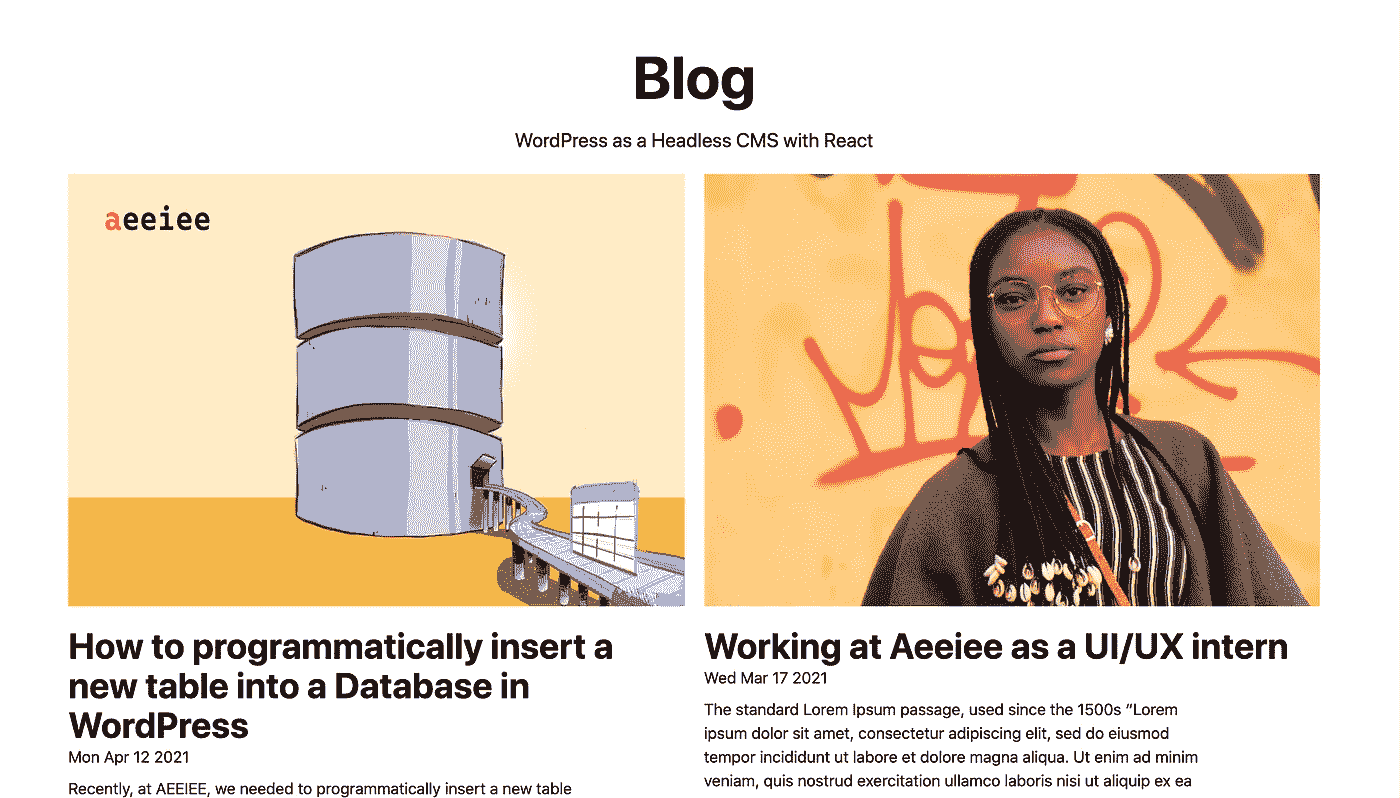 Blog
WordPress as a Headless CMS with React
aeeiee
How to programmatically insert a
new table into a Database in
WordPress
Mon Apr 12 2021
Recently, at AEEIEE, we needed to programmatically insert a new table
Working at Aeeiee as a UI/UX intern
Wed Mar 17 2021
The standard Lorem Ipsum passage, used since the 1500s “Lorem
ipsum dolor sit amet, consectetur adipiscing elit, sed do eiusmod
tempor incididunt ut labore et dolore magna aliqua. Ut enim ad minim
veniam, quis nostrud exercitation ullamco laboris nisi ut aliquip ex ea